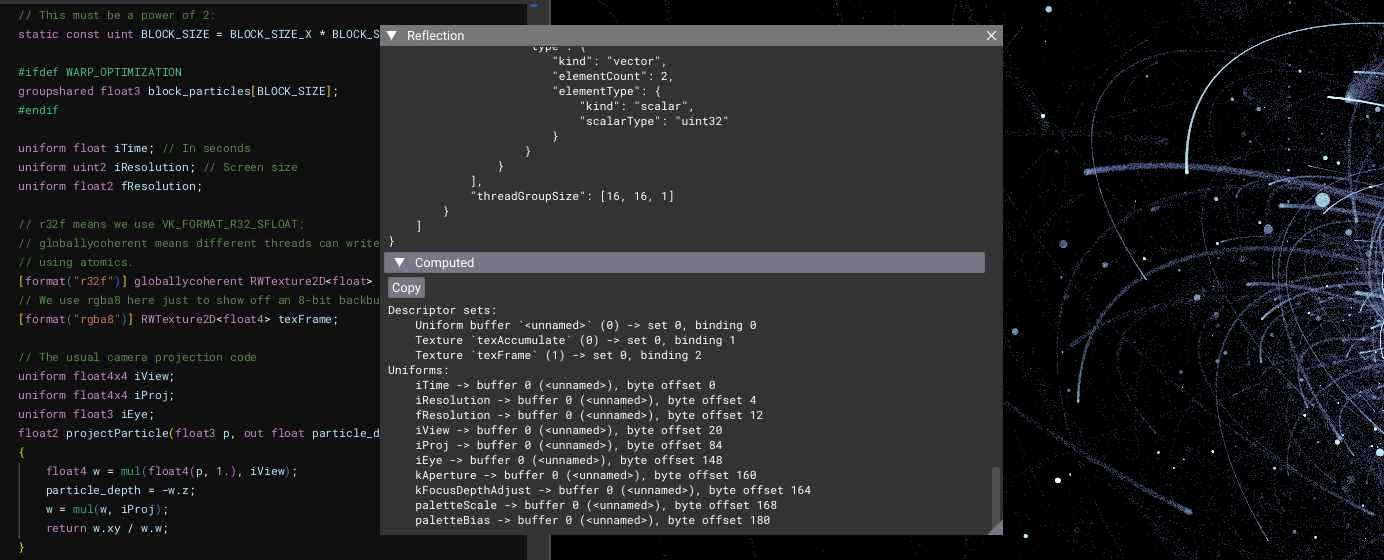 // This must be a power of 2:
static const uint BLOCK_SIZE = BLOCK_SIZE_X * BLOCK_S
#ifdef WARP_OPTIMIZATION
groupshared float3 block_particles[BLOCK_SIZE];
#endif
uniform float iTime; // In seconds
uniform uint2 iResolution; // Screen size
uniform float2 fResolution;
// r32f means we use VK_FORMAT_R32_SFLOAT;
// globallycoherent means different threads can write
// using atomics.
[format("r32f")] globallycoherent RWTexture2D<float>
// We use rgba8 here just to show off an 8-bit backbu
[format("rgba8")] RWTexture2D<float4> texFrame;
// The usual camera projection code
uniform float4x4 iView;
uniform float4x4 iProj;
uniform float3 iEye;
float2 projectParticle(float3 p, out float particle_d
{
float4 w = mul(float4(p, 1.), iView);
particle_depth = -w.z;
w = mul(w, iProj);
return w.xy / w.w;
}
Reflection
"type": {
"kind": "vector",
"elementCount": 2,
"elementType": {
"kind": "scalar",
"scalarType": "uint32"
}
}
}
],
"threadGroupSize": [16, 16, 1]
}
]
}
Computed
Copy
Descriptor sets:
Uniform buffer `<unnamed>` (0) -> set 0, binding 0
Texture `texAccumulate` (0) -> set 0, binding 1
Texture `texFrame` (1) -> set 0, binding 2
Uniforms:
iTime -> buffer 0 (<unnamed>), byte offset 0
iResolution -> buffer 0 (<unnamed>), byte offset 4
fResolution -> buffer 0 (<unnamed>), byte offset 12
iView -> buffer 0 (<unnamed>), byte offset 20
iProj -> buffer 0 (<unnamed>), byte offset 84
iEye -> buffer 0 (<unnamed>), byte offset 148
kAperture -> buffer 0 (<unnamed>), byte offset 160
kFocusDepthAdjust -> buffer 0 (<unnamed>), byte offset 164
paletteScale -> buffer 0 (<unnamed>), byte offset 168
paletteBias -> buffer 0 (<unnamed>), byte offset 180